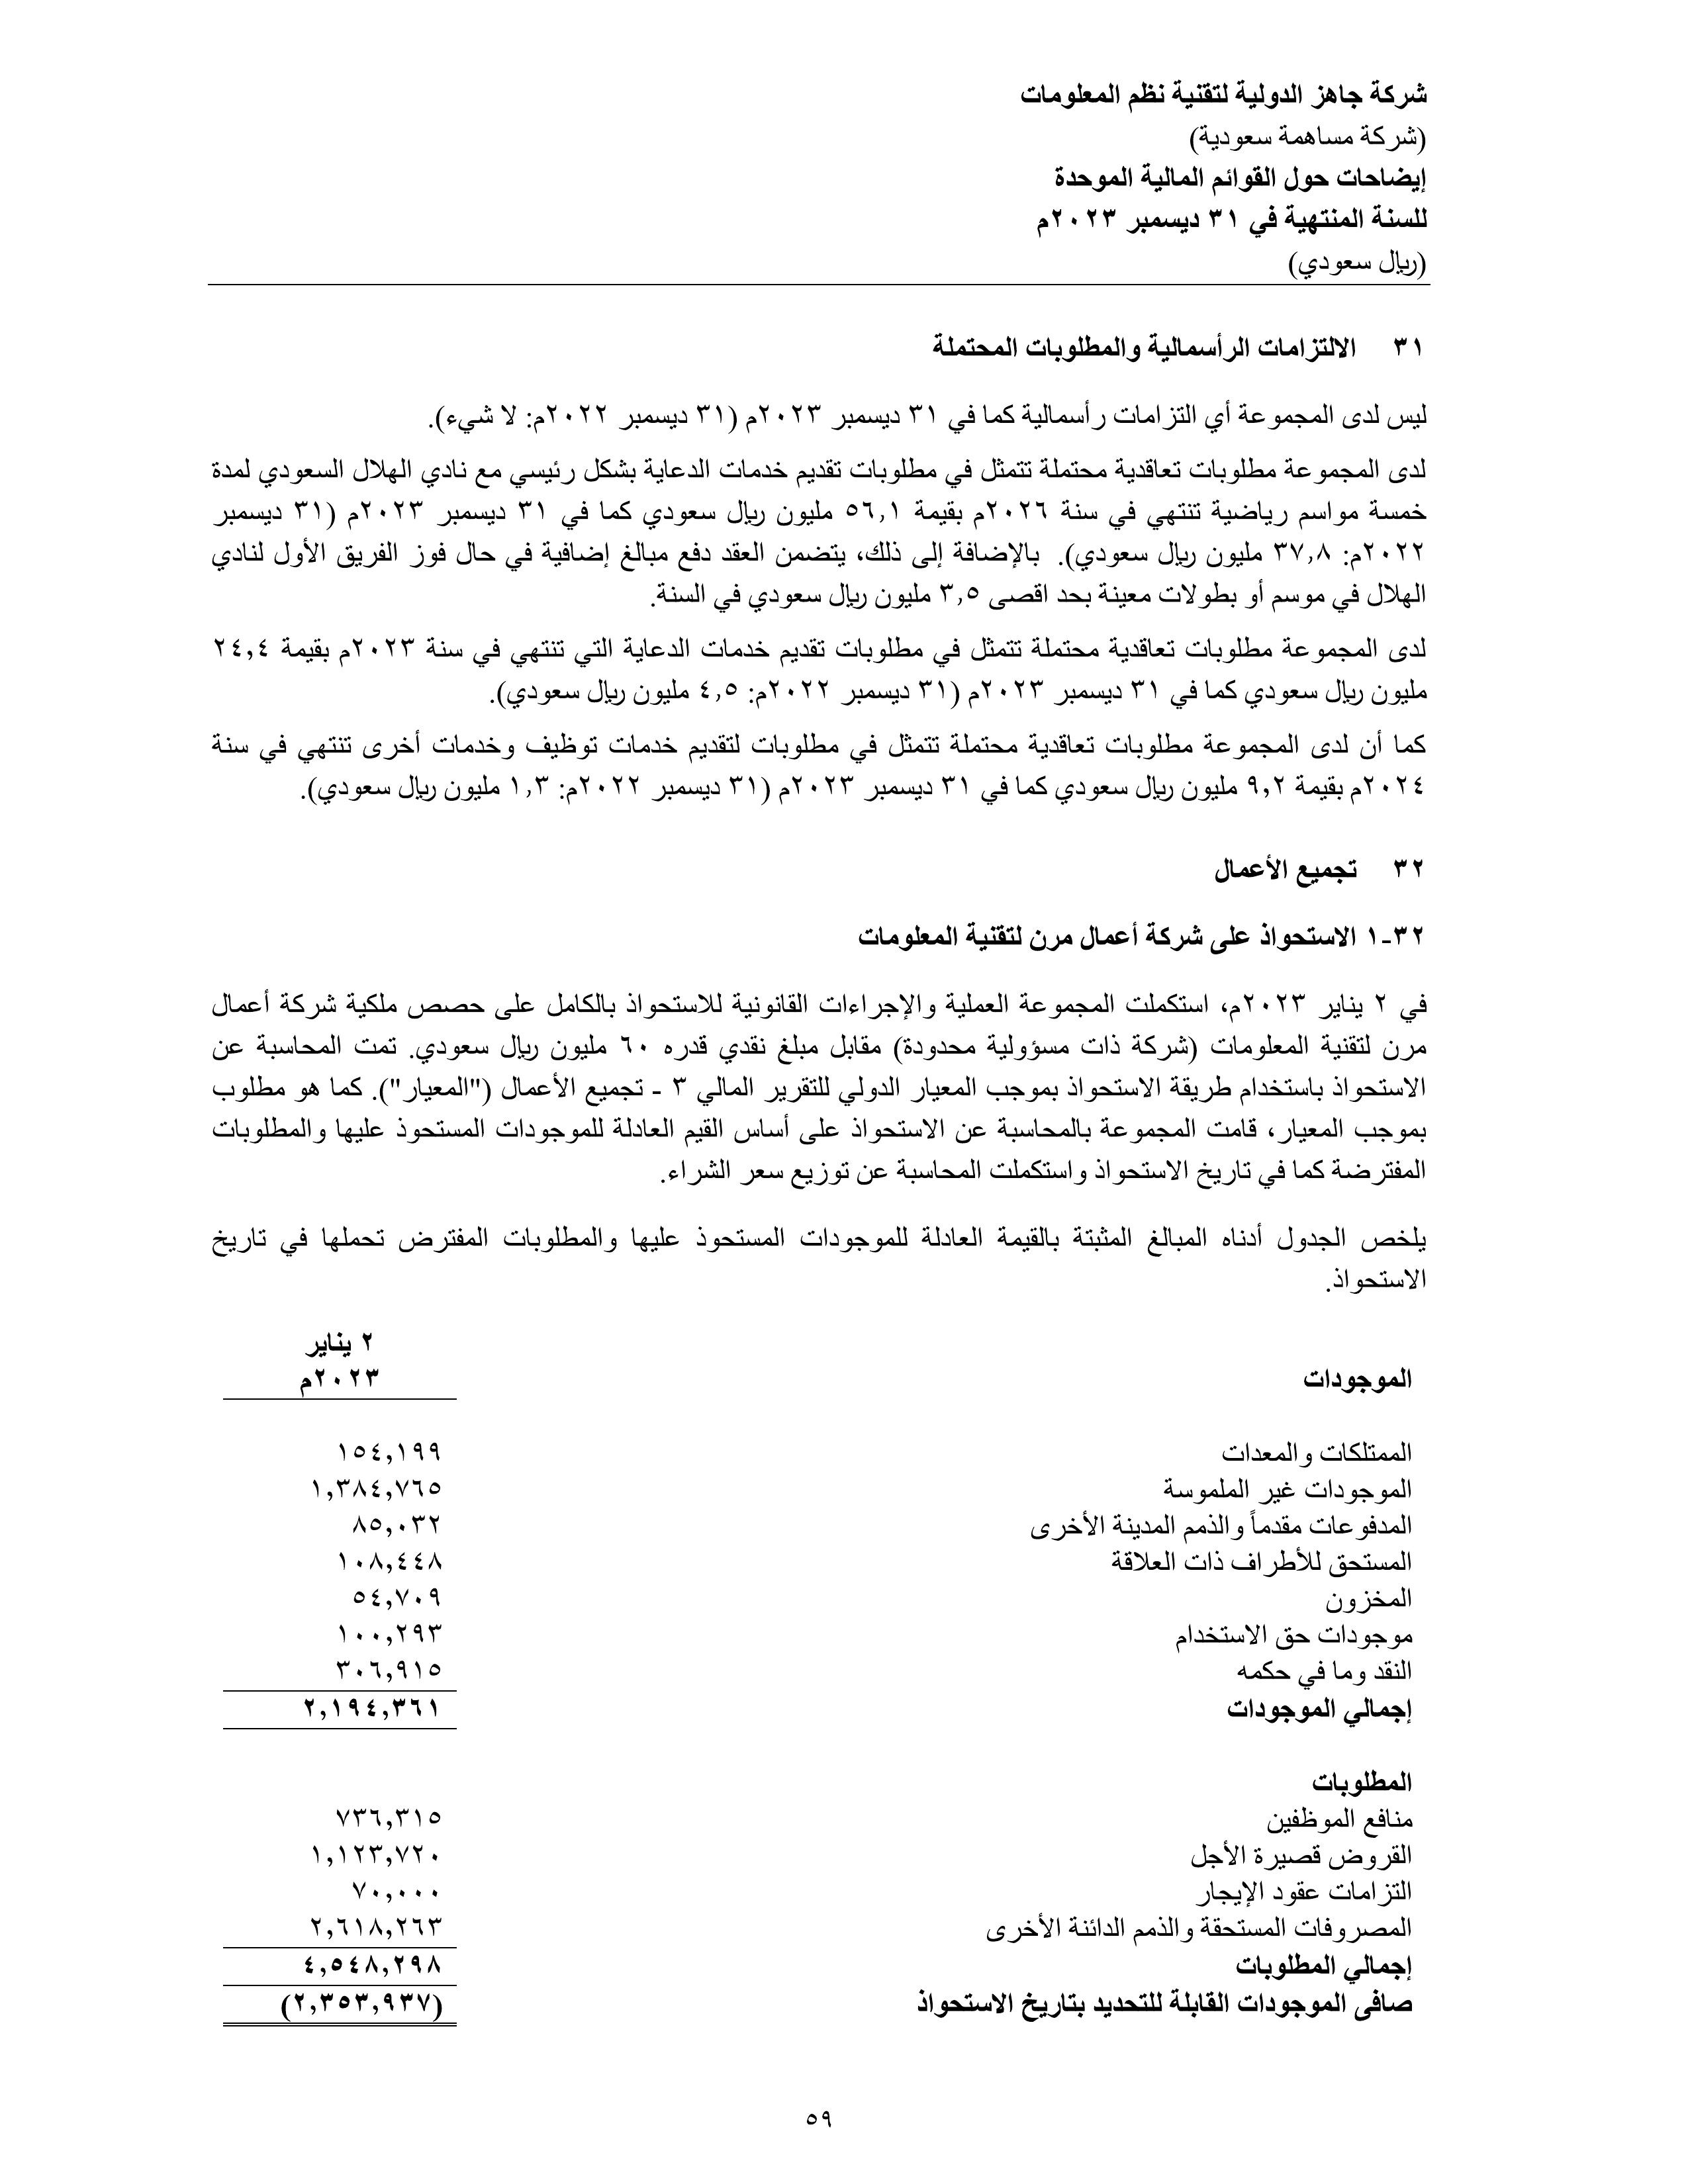 شركة جاهز الدولية لتقنية نظم المعلومات
(شركة مساهمة سعودية)
إيضاحات حول القوائم المالية الموحدة
للسنة المنتهية في ٣١ ديسمبر ٢٠٢٣م
(ريال سعودي)
٣١ الالتزامات الرأسمالية والمطلوبات المحتملة
ليس لدى المجموعة أي التزامات رأسمالية كما في ٣١ ديسمبر ٢٠٢٣م (٣١ ديسمبر ٢٠٢٢م: لا شيء).
لدى المجموعة مطلوبات تعاقدية محتملة تتمثل في مطلوبات تقديم خدمات الدعاية بشكل رئيسي مع نادي الهلال السعودي لمدة
خمسة مواسم رياضية تنتهي في سنة ٢٠٢٦م بقيمة ٥٦,١ مليون ريال سعودي كما في ٣١ ديسمبر ٢٠٢٣م (٣١ ديسمبر
٢٠٢٢م: ٣٧,٨ مليون ريال سعودي). بالإضافة إلى ذلك، يتضمن العقد دفع مبالغ إضافية في حال فوز الفريق الأول لنادي
الهلال في موسم أو بطولات معينة بحد اقصى ٣,٥ مليون ريال سعودي في السنة.
لدى المجموعة مطلوبات تعاقدية محتملة تتمثل في مطلوبات تقديم خدمات الدعاية التي تنتهي في سنة ٢٠٢٣م بقيمة ٢٤,٤
مليون ريال سعودي كما في ٣١ ديسمبر ٢٠٢٣م (٣١ ديسمبر ٢٠٢٢م: ٤,٥ مليون ريال سعودي).
كما أن لدى المجموعة مطلوبات تعاقدية محتملة تتمثل في مطلوبات لتقديم خدمات توظيف وخدمات أخرى تنتهي في سنة
٢٠٢٤م بقيمة ٩,٢ مليون ريال سعودي كما في ٣١ ديسمبر ٢٠٢٣م (٣١ ديسمبر ٢٠٢٢م: ١,٣ مليون ريال سعودي).
٣٢ تجميع الأعمال
٣٢-١ الاستحواذ على شركة أعمال مرن لتقنية المعلومات
في ٢ يناير ٢٠٢٣م، استكملت المجموعة العملية والإجراءات القانونية للاستحواذ بالكامل على حصص ملكية شركة أعمال
مرن لتقنية المعلومات (شركة ذات مسؤولية محدودة) مقابل مبلغ نقدي قدره ٦٠ مليون ريال سعودي. تمت المحاسبة عن
الاستحواذ باستخدام طريقة الاستحواذ بموجب المعيار الدولي للتقرير المالي ٣ - تجميع الأعمال ("المعيار"). كما هو مطلوب
بموجب المعيار، قامت المجموعة بالمحاسبة عن الاستحواذ على أساس القيم العادلة للموجودات المستحوذ عليها والمطلوبات
المفترضة كما في تاريخ الاستحواذ واستكملت المحاسبة عن توزيع سعر الشراء.
يلخص الجدول أدناه المبالغ المثبتة بالقيمة العادلة للموجودات المستحوذ عليها والمطلوبات المفترض تحملها في تاريخ
الاستحواذ.
٢ يناير
الموجودات ٢٠٢٣م
الممتلكات والمعدات ١٥٤,١٩٩
الموجودات غير الملموسة ١,٣٨٤,٧٦٥
المدفوعات مقدماً والذمم المدينة الأخرى ٨٥,٠٣٢
المستحق للأطراف ذات العلاقة ١٠٨,٤٤٨
المخزون ٥٤,٧٠٩
موجودات حق الاستخدام ١٠٠,٢٩٣
النقد وما في حكمه ٣٠٦,٩١٥
إجمالي الموجودات ٢,١٩٤,٣٦١
المطلوبات
منافع الموظفين ٧٣٦,٣١٥
القروض قصيرة الأجل ١,١٢٣,٧٢٠
التزامات عقود الإيجار ٧٠,٠٠٠
المصروفات المستحقة والذمم الدائنة الأخرى ٢,٦١٨,٢٦٣
إجمالي المطلوبات ٤,٥٤٨,٢٩٨
صافى الموجودات القابلة للتحديد بتاريخ الاستحواذ (٢,٣٥٣,٩٣٧)
٥٩